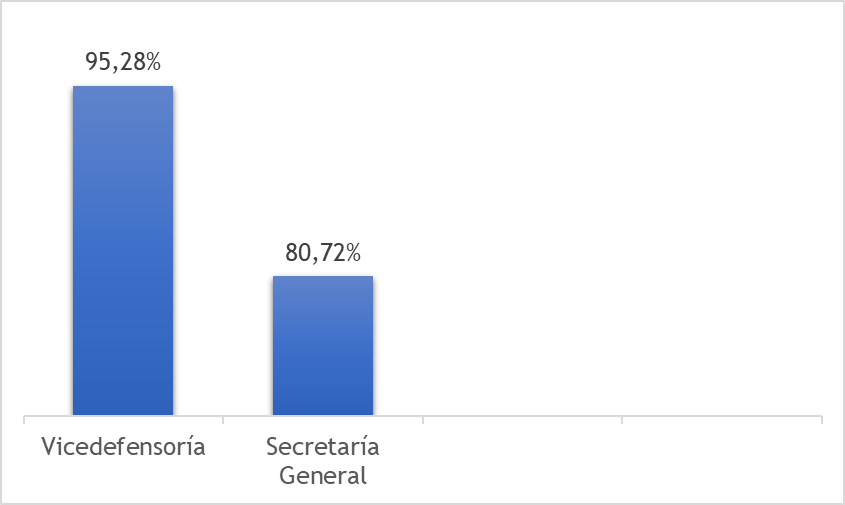 95,28%
80,72%
Vicedefensoría
Secretaría
General